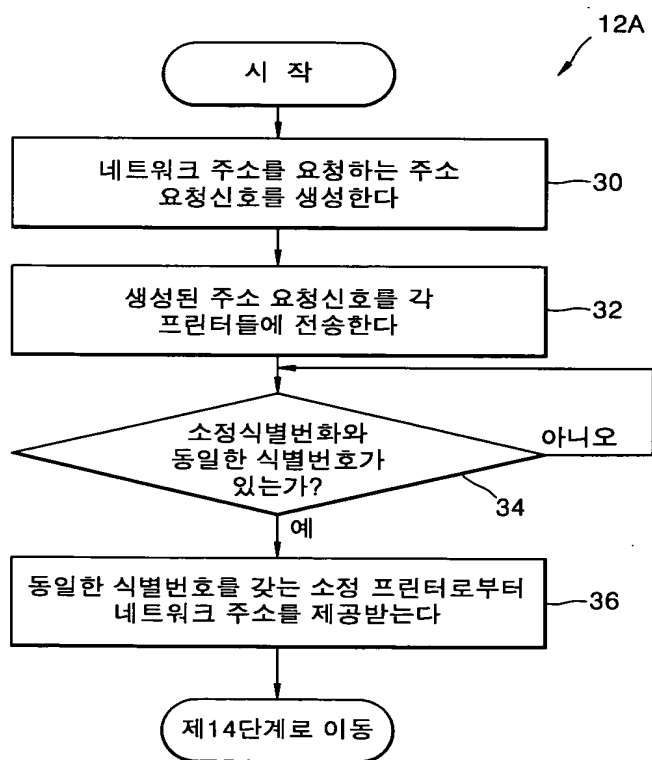 12A
시 작
네트워크 주소를 요청하는 주소
요청신호를 생성한다
30
생성된 주소 요청신호를 각
프린터들에 전송한다
32
소정식별번화와
동일한 식별번호가
있는가?
아니오
34
예
동일한 식별번호를 갖는 소정 프린터로부터
네트워크 주소를 제공받는다
36
제14단계로 이동